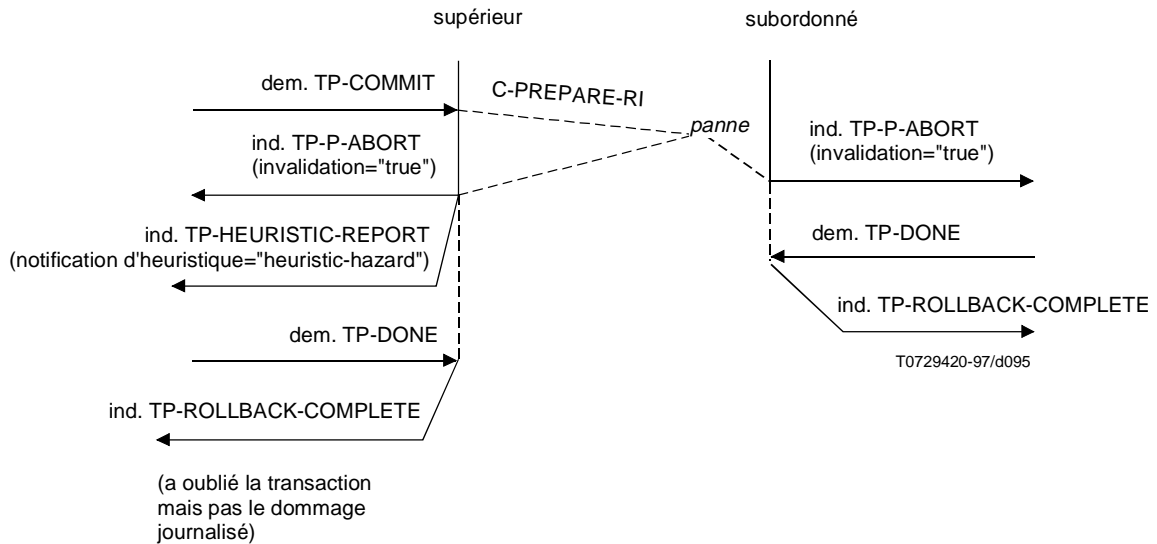 supérieur
subordonné
dem. TP-COMMIT
C-PREPARE-RI
panne
ind. TP-P-ABORT
(invalidation="true")
ind. TP-P-ABORT
(invalidation="true")
ind. TP-HEURISTIC-REPORT
(notification d'heuristique="heuristic-hazard")
dem. TP-DONE
ind. TP-ROLLBACK-COMPLETE
T0729420-97/d095
dem. TP-DONE
ind. TP-ROLLBACK-COMPLETE
(a oublié la transaction
mais pas le dommage
journalisé)